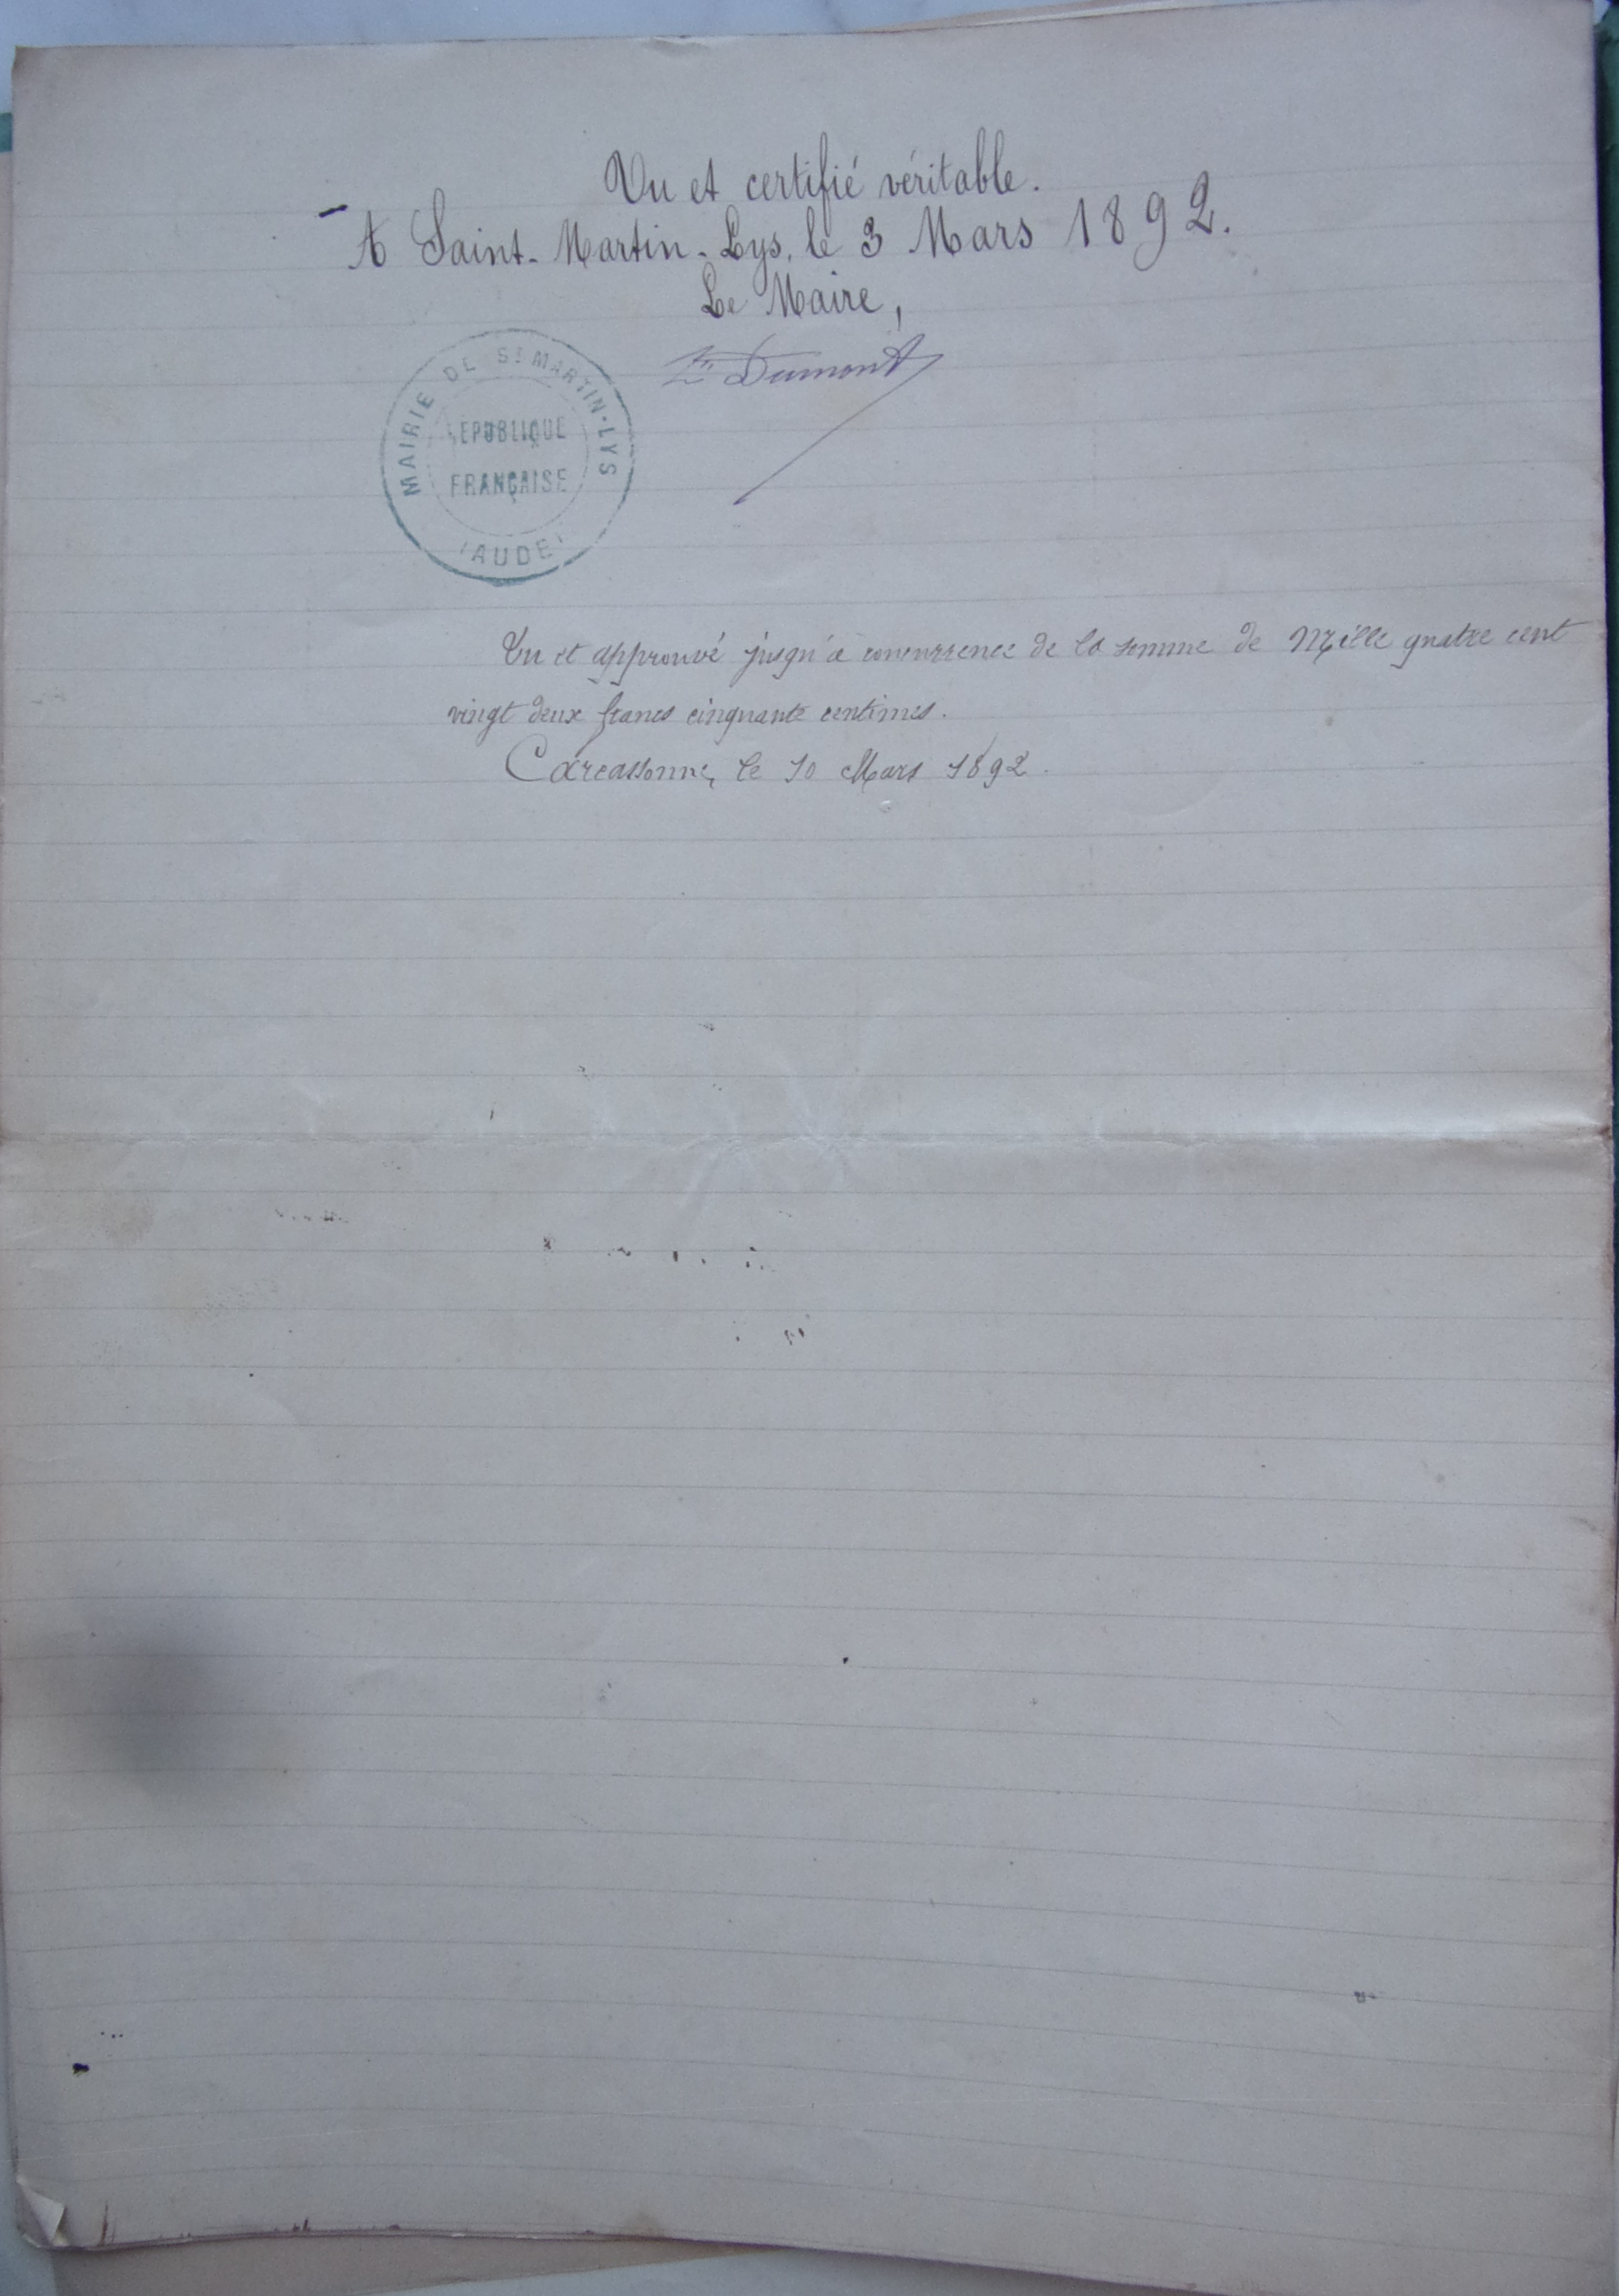 Vu et certifié véritable.
A Saint-Martin-Lys, le 3 Mars 1892.
Le Maire,
Dumont
MAIRIE DE ST MARTIN-LYS
REPUBLIQUE
FRANÇAISE
(AUDE)
Vu et approuvé jusqu'à concurrence de la somme de Mille quatre cent
vingt deux francs cinquante centimes.
Carcassonne, le 10 Mars 1892.